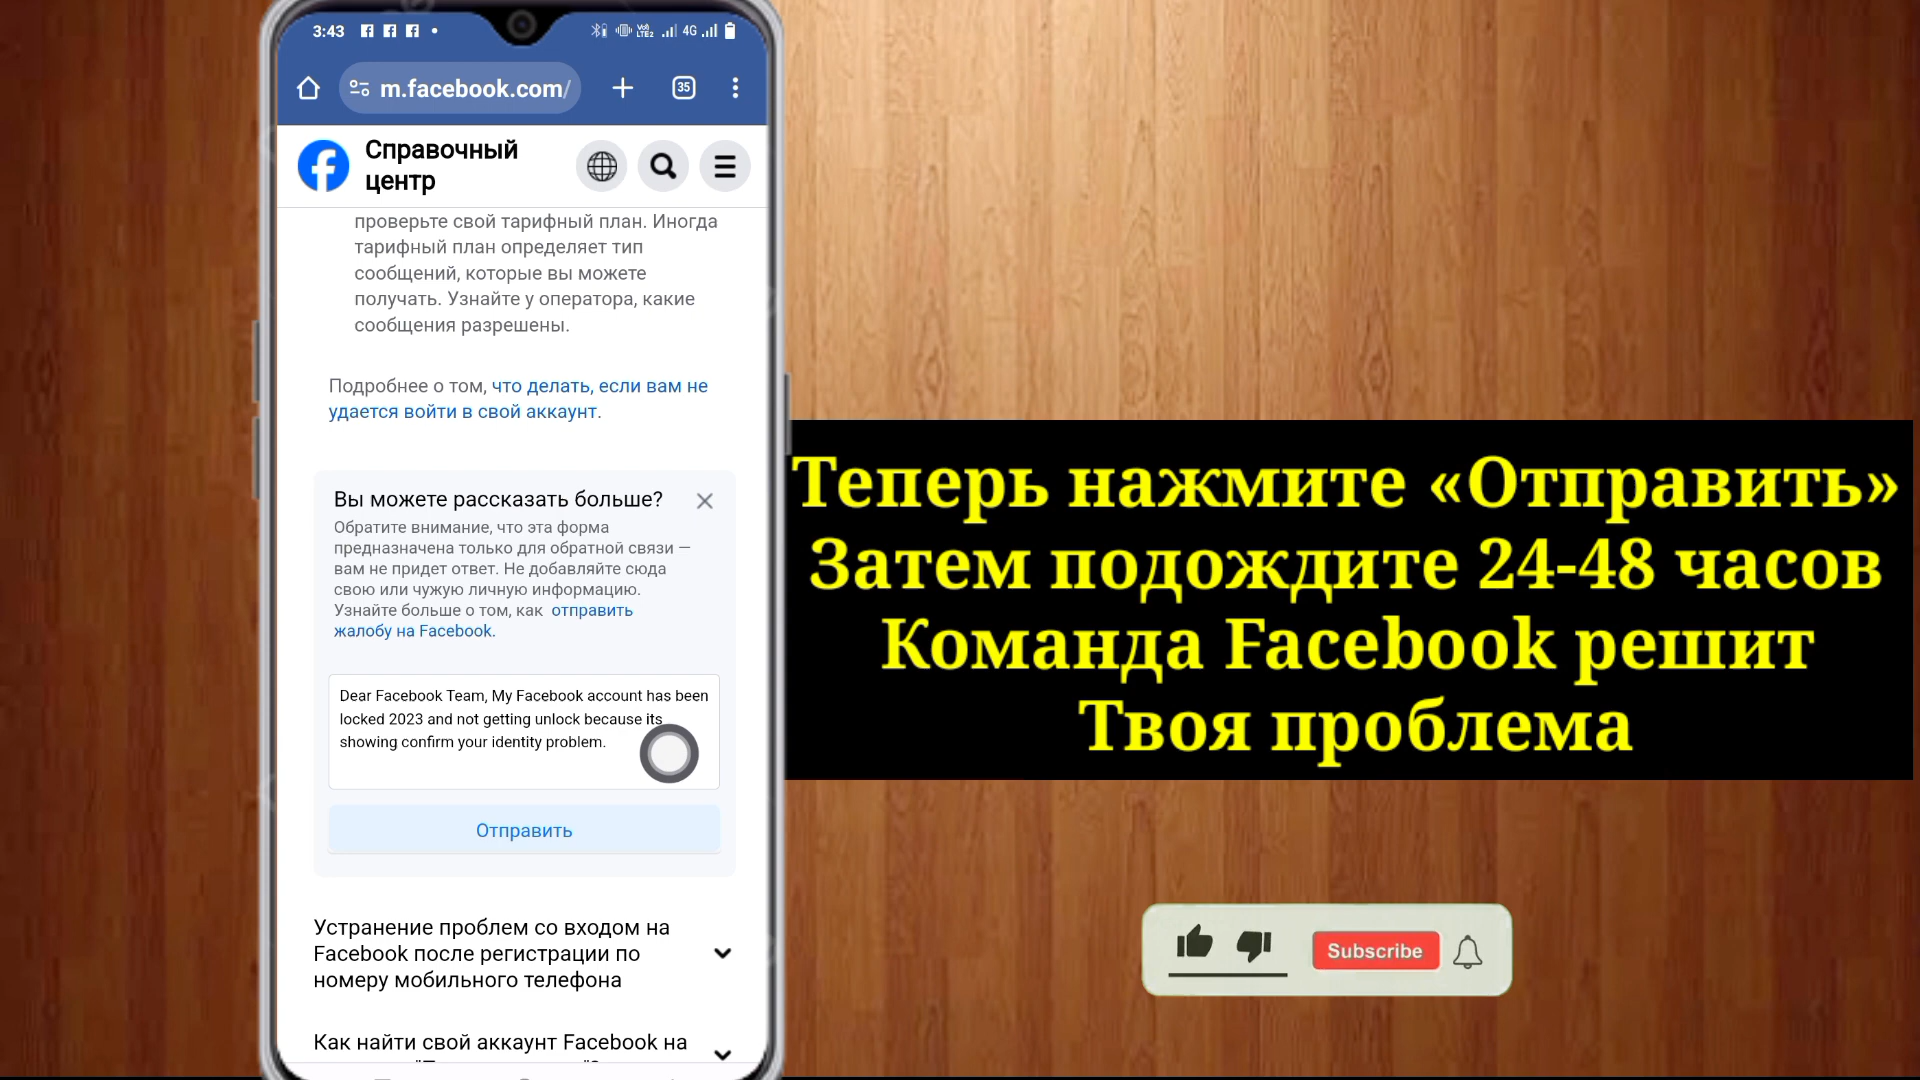 3:43
VoI LTE2 4G
m.facebook.com/
35
Справочный
центр
проверьте свой тарифный план. Иногда
тарифный план определяет тип
сообщений, которые вы можете
получать. Узнайте у оператора, какие
сообщения разрешены.
Подробнее о том, что делать, если вам не
удается войти в свой аккаунт.
Вы можете рассказать больше?
Обратите внимание, что эта форма
предназначена только для обратной связи —
вам не придет ответ. Не добавляйте сюда
свою или чужую личную информацию.
Узнайте больше о том, как отправить
жалобу на Facebook.
Dear Facebook Team, My Facebook account has been
locked 2023 and not getting unlock because its
showing confirm your identity problem.
Отправить
Устранение проблем со входом на
Facebook после регистрации по
номеру мобильного телефона
Как найти свой аккаунт Facebook на
Теперь нажмите «Отправить»
Затем подождите 24-48 часов
Команда Facebook решит
Твоя проблема
Subscribe